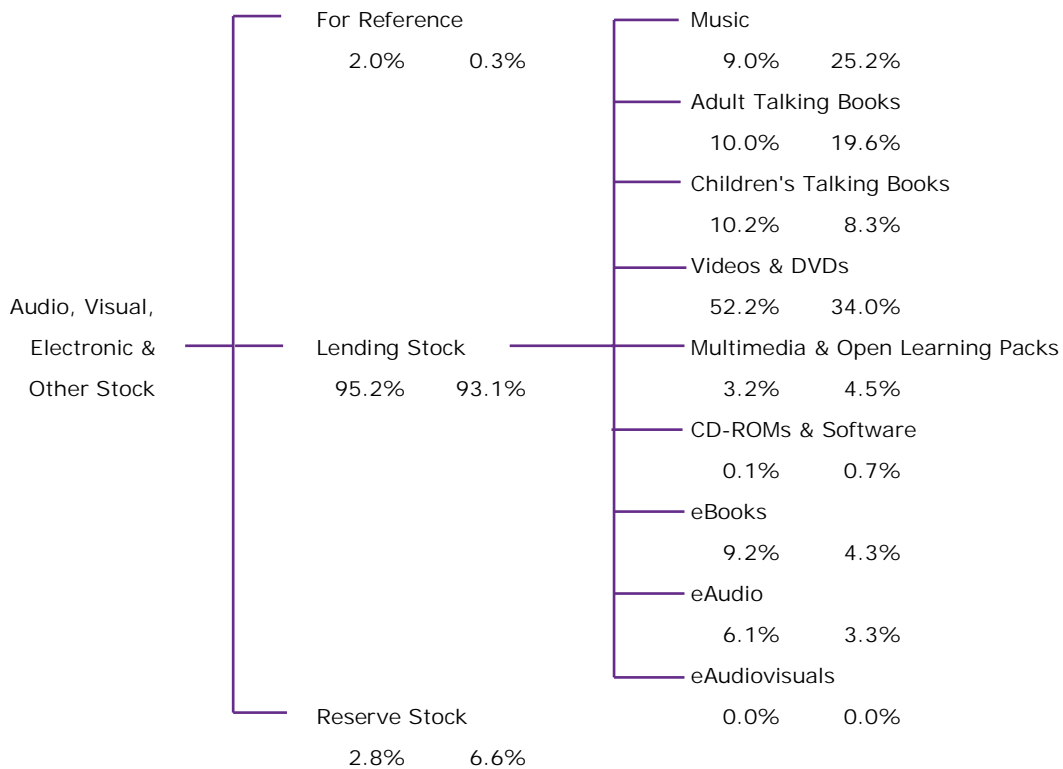 For Reference
2.0% 0.3%
Music
9.0% 25.2%
Adult Talking Books
10.0% 19.6%
Children's Talking Books
10.2% 8.3%
Videos & DVDs
52.2% 34.0%
Audio, Visual,
Electronic &
Other Stock
Lending Stock
95.2% 93.1%
Multimedia & Open Learning Packs
3.2% 4.5%
CD-ROMs & Software
0.1% 0.7%
eBooks
9.2% 4.3%
eAudio
6.1% 3.3%
eAudiovisuals
0.0% 0.0%
Reserve Stock
2.8% 6.6%